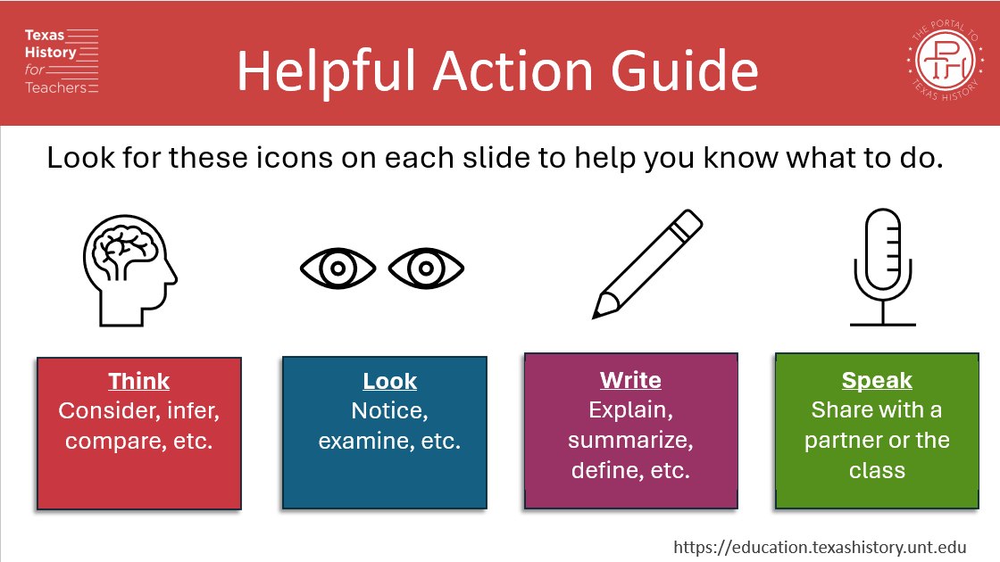 Texas
History
for
Teachers
Helpful Action Guide
THE PORTAL TO
TEXAS HISTORY
PTH
Look for these icons on each slide to help you know what to do.
Think
Consider, infer,
compare, etc.
Look
Notice,
examine, etc.
Write
Explain,
summarize,
define, etc.
Speak
Share with a
partner or the
class
https://education.texashistory.unt.edu